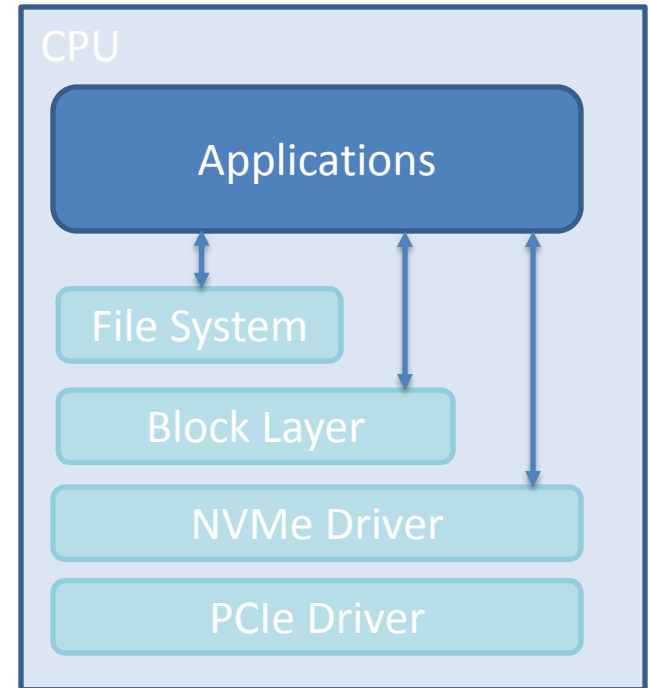 CPU
Applications
File System
Block Layer
NVMe Driver
PCIe Driver